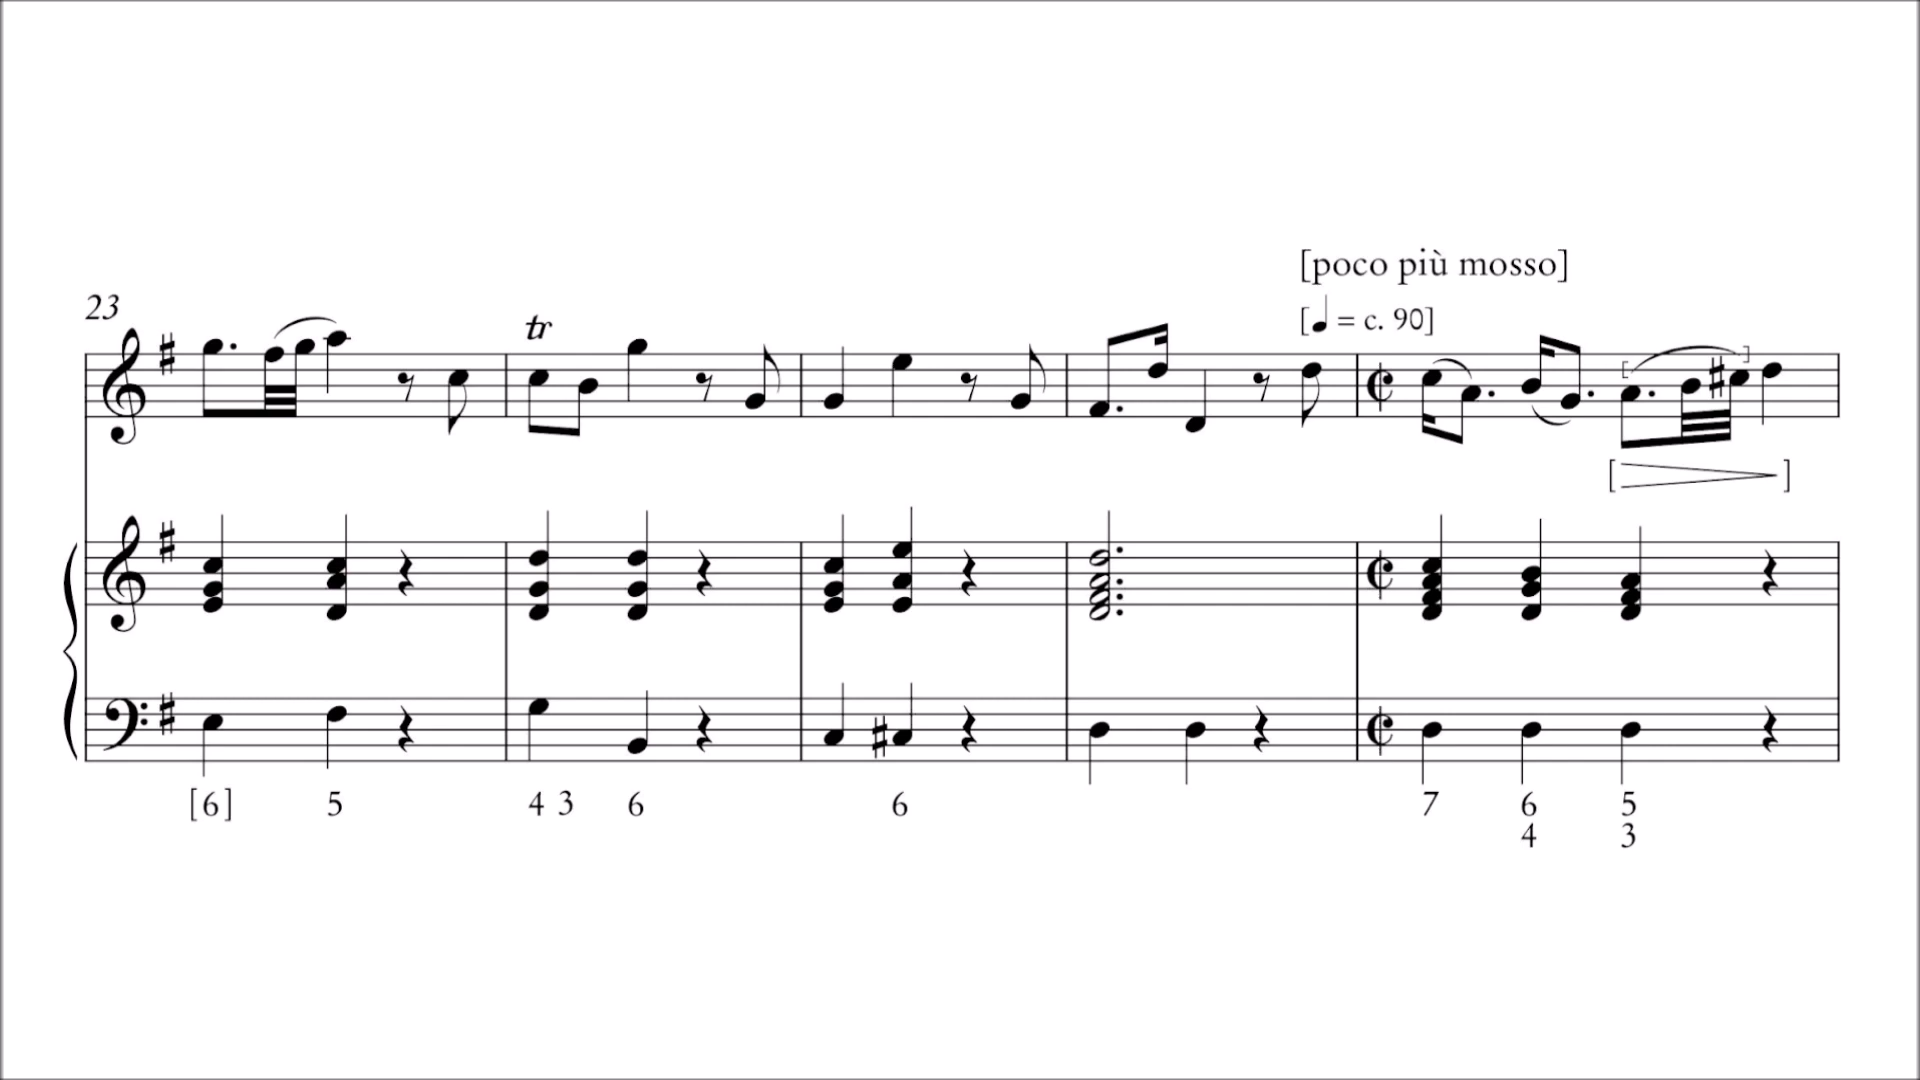 [poco più mosso]
23
[♩ = c. 90]
tr
[6] 5 4 3 6 6 7 6 5
4 3